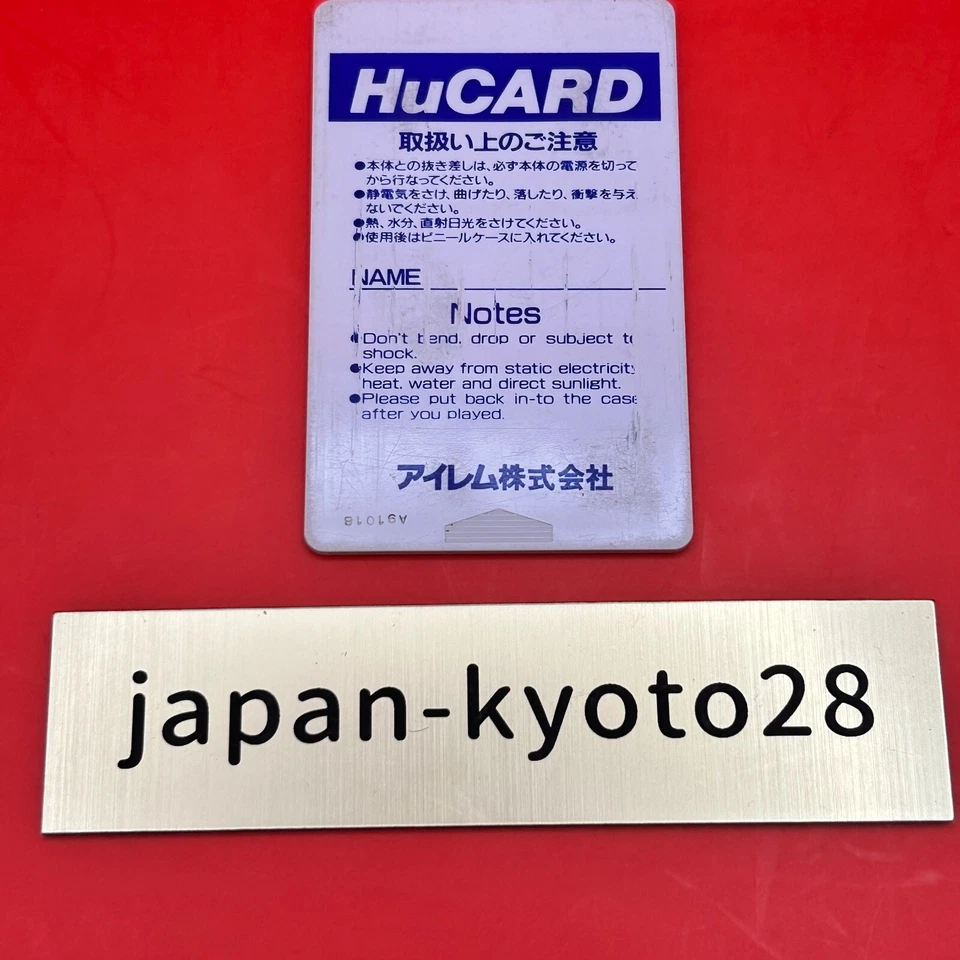 HuCARD
取扱い上のご注意
●本体との抜き差しは、必ず本体の電源を切って
から行なってください。
●静電気をさけ、曲げたり、落したり、衝撃を与え
ないでください。
●熱、水分、直射日光をさけてください。
●使用後はビニールケースに入れてください。
NAME
Notes
●Don't bend, drop or subject to
shock.
●Keep away from static electricity,
heat, water and direct sunlight.
●Please put back in-to the case
after you played.
アイレム株式会社
Ag1018
japan-kyoto28